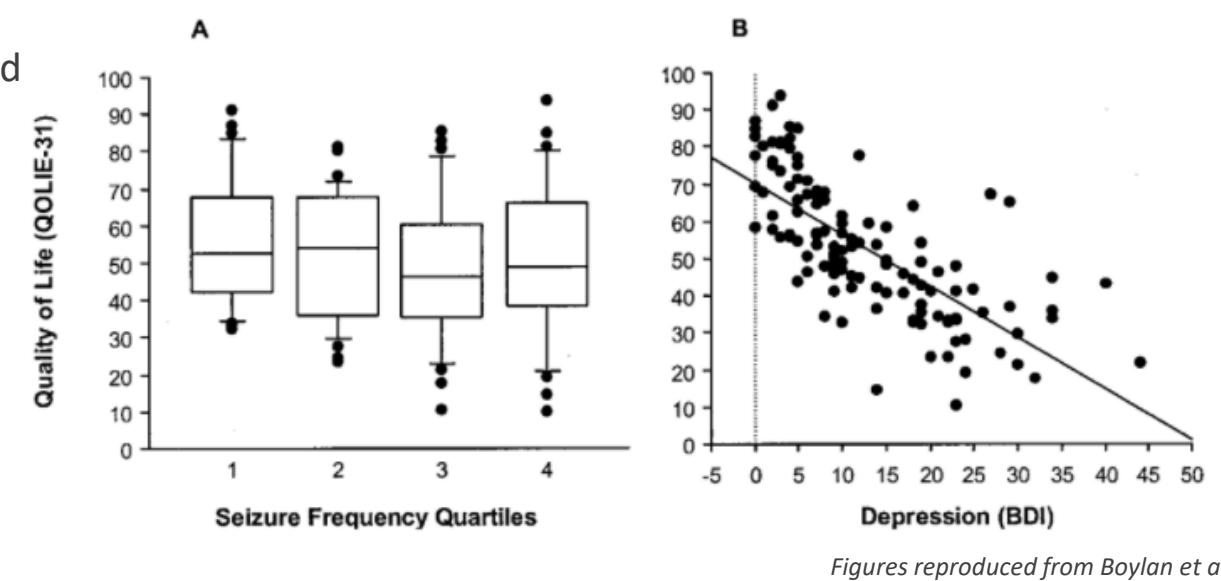 d
A
Quality of Life (QOLIE-31)
100
90
80
70
60
50
40
30
20
10
0
1 2 3 4
Seizure Frequency Quartiles
B
100
90
80
70
60
50
40
30
20
10
0
-5 0 5 10 15 20 25 30 35 40 45 50
Depression (BDI)
Figures reproduced from Boylan et a